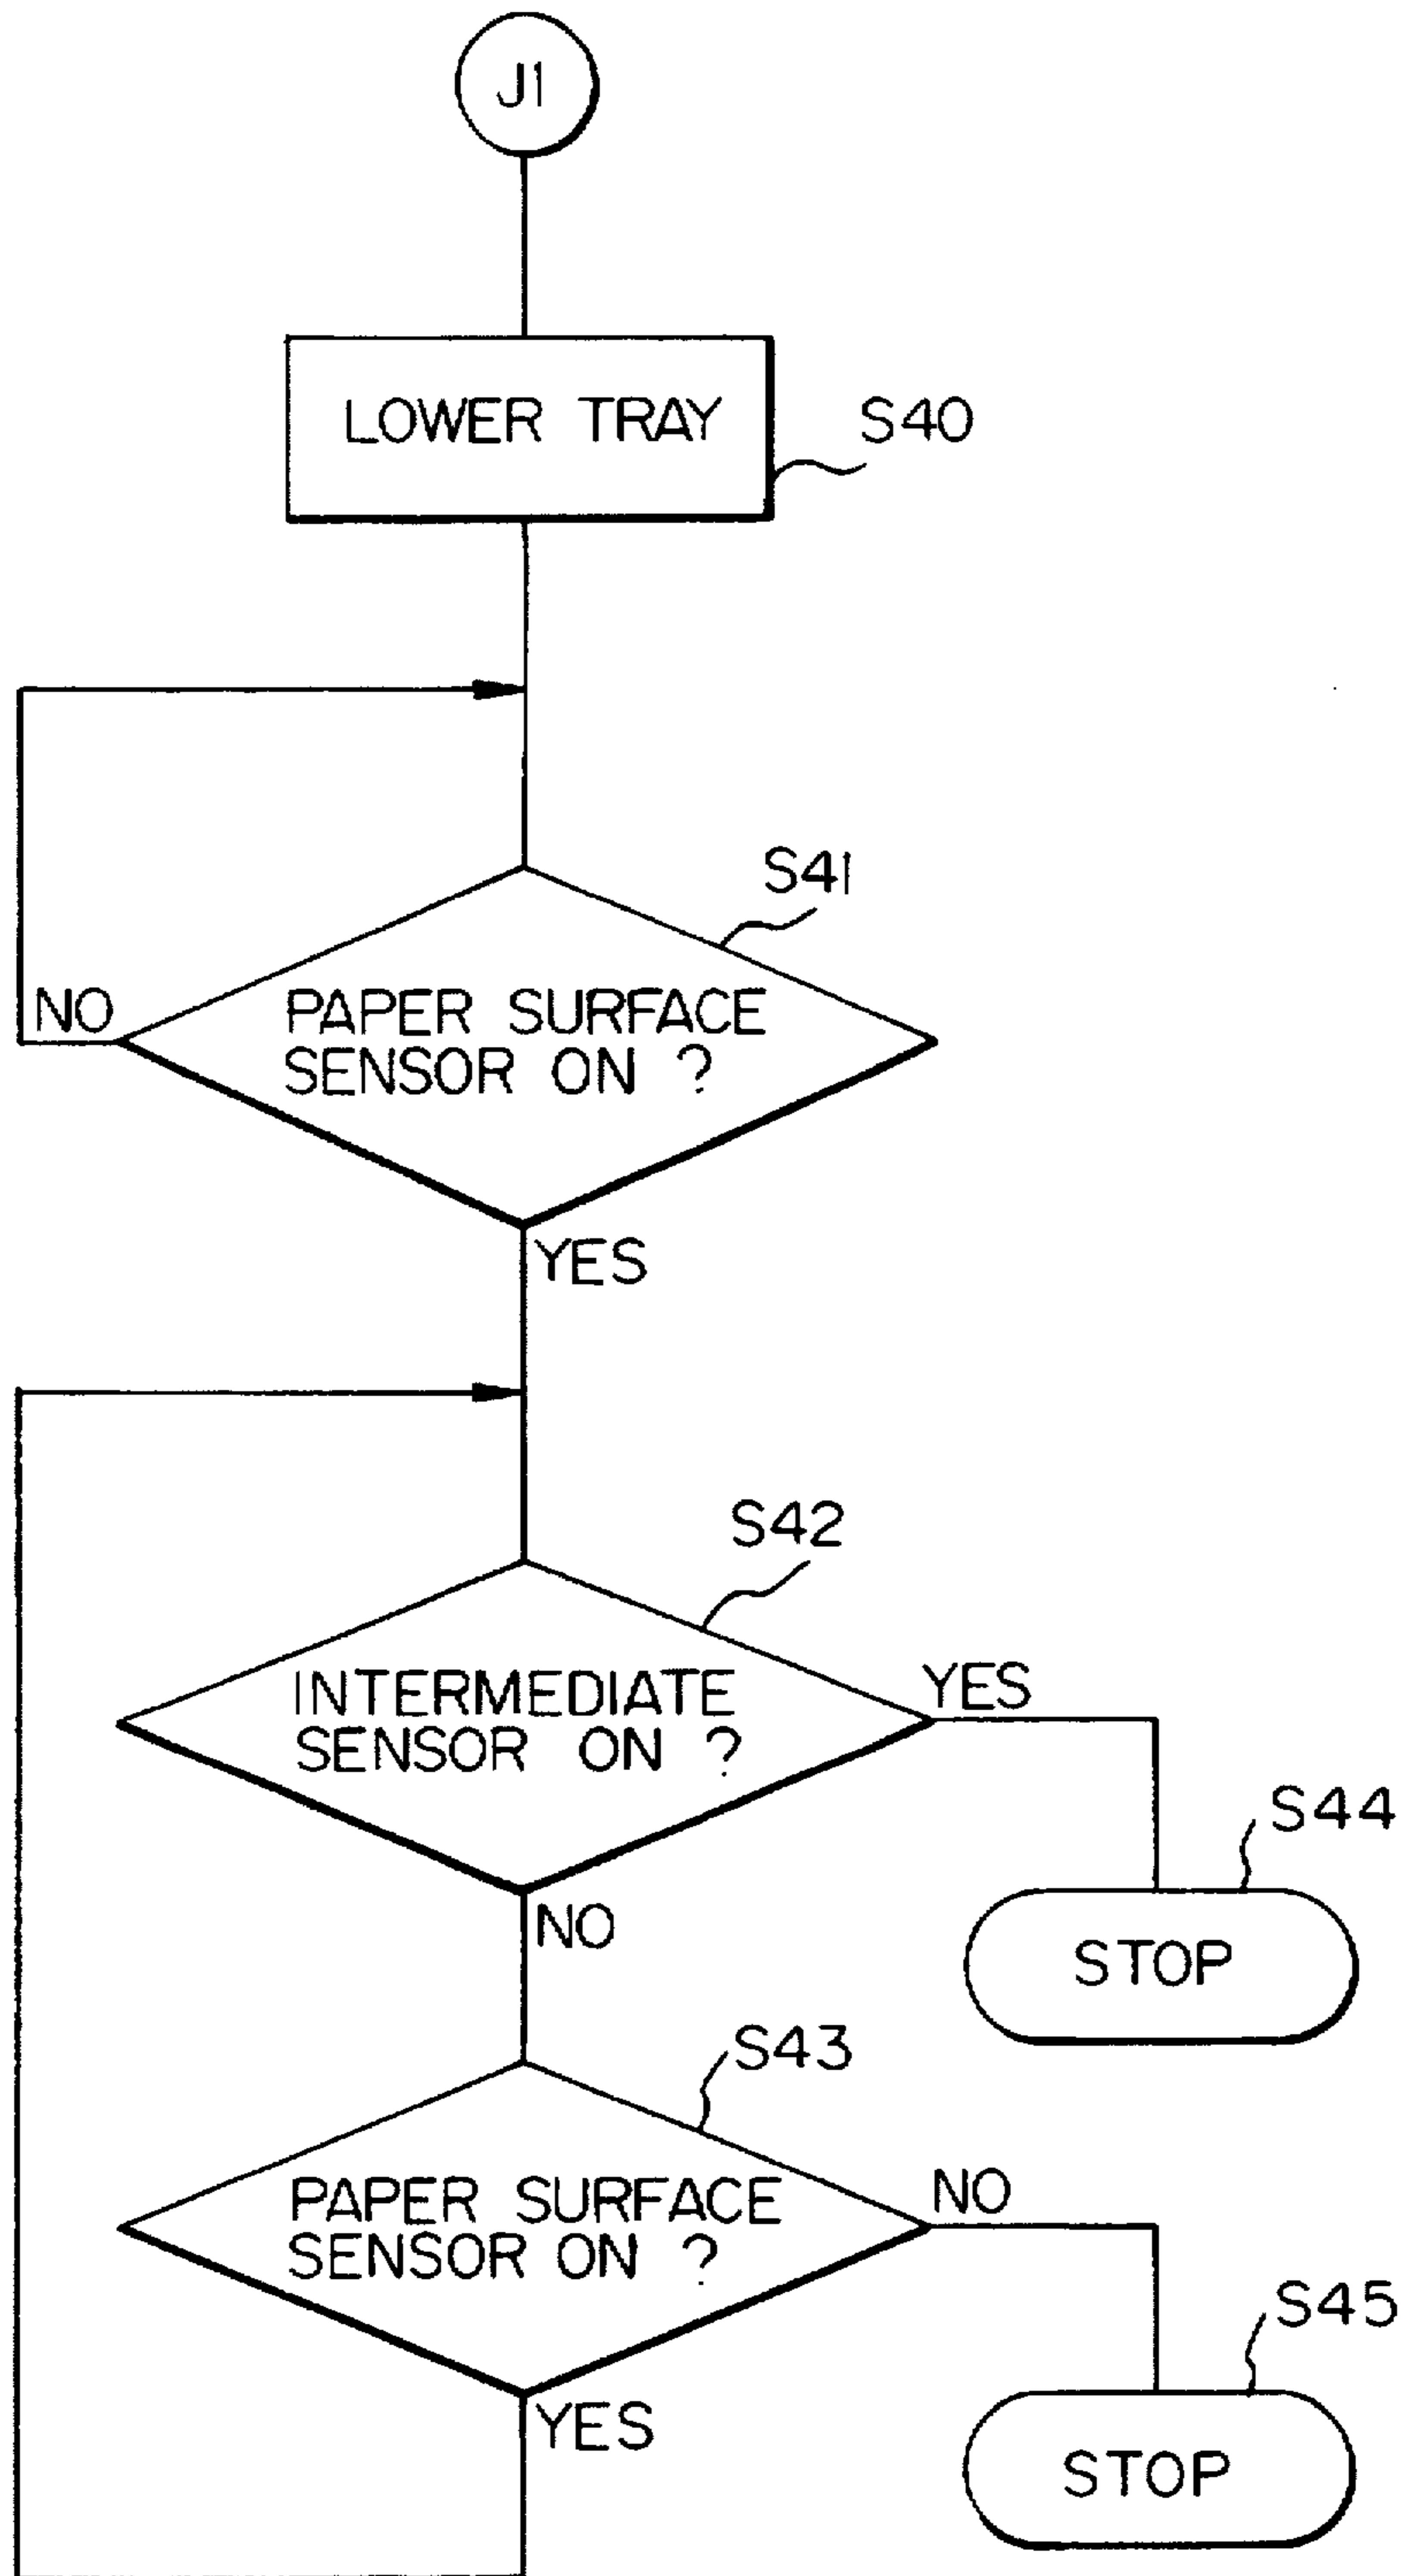 J1
LOWER TRAY
S40
S41
NO
PAPER SURFACE
SENSOR ON ?
YES
S42
INTERMEDIATE
SENSOR ON ?
YES
S44
NO
STOP
S43
PAPER SURFACE
SENSOR ON ?
NO
S45
YES
STOP